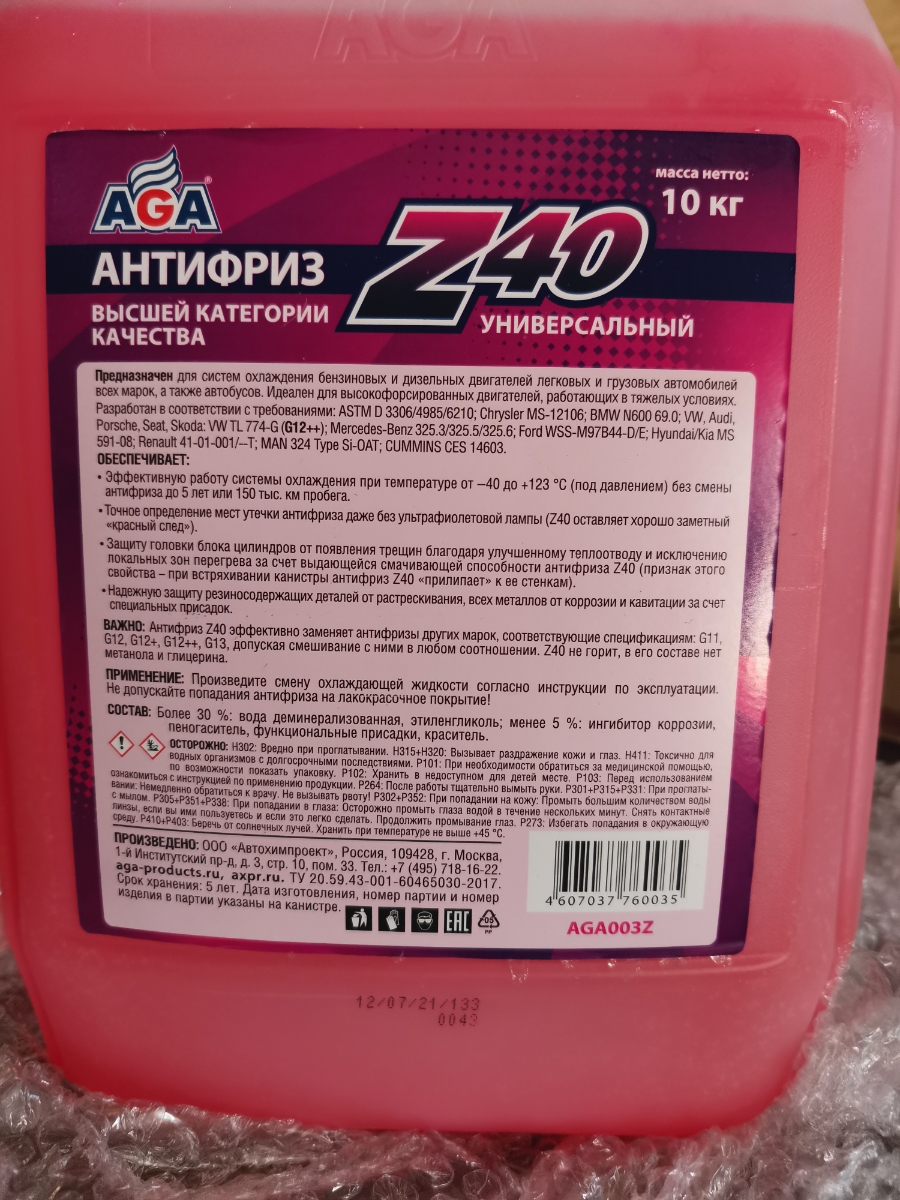 AGA
AGA®
масса нетто:
10 кг
АНТИФРИЗ
Z40
ВЫСШЕЙ КАТЕГОРИИ
КАЧЕСТВА
УНИВЕРСАЛЬНЫЙ
Предназначен для систем охлаждения бензиновых и дизельных двигателей легковых и грузовых автомобилей
всех марок, а также автобусов. Идеален для высокофорсированных двигателей, работающих в тяжелых условиях.
Разработан в соответствии с требованиями: ASTM D 3306/4985/6210; Chrysler MS-12106; BMW N600 69.0; VW, Audi,
Porsche, Seat, Skoda: VW TL 774-G (G12++); Mercedes-Benz 325.3/325.5/325.6; Ford WSS-M97B44-D/E; Hyundai/Kia MS
591-08; Renault 41-01-001/--T; MAN 324 Type Si-OAT; CUMMINS CES 14603.
ОБЕСПЕЧИВАЕТ:
• Эффективную работу системы охлаждения при температуре от –40 до +123 °С (под давлением) без смены
антифриза до 5 лет или 150 тыс. км пробега.
• Точное определение мест утечки антифриза даже без ультрафиолетовой лампы (Z40 оставляет хорошо заметный
«красный след»).
• Защиту головки блока цилиндров от появления трещин благодаря улучшенному теплоотводу и исключению
локальных зон перегрева за счет выдающейся смачивающей способности антифриза Z40 (признак этого
свойства – при встряхивании канистры антифриз Z40 «прилипает» к ее стенкам).
• Надежную защиту резиносодержащих деталей от растрескивания, всех металлов от коррозии и кавитации за счет
специальных присадок.
ВАЖНО: Антифриз Z40 эффективно заменяет антифризы других марок, соответствующие спецификациям: G11,
G12, G12+, G12++, G13, допуская смешивание с ними в любом соотношении. Z40 не горит, в его составе нет
метанола и глицерина.
ПРИМЕНЕНИЕ: Произведите смену охлаждающей жидкости согласно инструкции по эксплуатации.
Не допускайте попадания антифриза на лакокрасочное покрытие!
СОСТАВ: Более 30 %: вода деминерализованная, этиленгликоль; менее 5 %: ингибитор коррозии,
пеногаситель, функциональные присадки, краситель.
ОСТОРОЖНО: H302: Вредно при проглатывании. H315+H320: Вызывает раздражение кожи и глаз. H411: Токсично для
водных организмов с долгосрочными последствиями. P101: При необходимости обратиться за медицинской помощью,
по возможности показать упаковку. P102: Хранить в недоступном для детей месте. P103: Перед использованием
ознакомиться с инструкцией по применению продукции. P264: После работы тщательно вымыть руки. P301+P315+P331: При проглаты-
вании: Немедленно обратиться к врачу. Не вызывать рвоту! P302+P352: При попадании на кожу: Промыть большим количеством воды
с мылом. P305+P351+P338: При попадании в глаза: Осторожно промыть глаза водой в течение нескольких минут. Снять контактные
линзы, если вы ими пользуетесь и если это легко сделать. Продолжить промывание глаз. P273: Избегать попадания в окружающую
среду. P410+P403: Беречь от солнечных лучей. Хранить при температуре не выше +45 °С.
ПРОИЗВЕДЕНО: ООО «Автохимпроект», Россия, 109428, г. Москва,
1-й Институтский пр-д, д. 3, стр. 10, пом. 33. Тел.: +7 (495) 718-16-22.
aga-products.ru, axpr.ru. ТУ 20.59.43-001-60465030-2017.
Срок хранения: 5 лет. Дата изготовления, номер партии и номер
изделия в партии указаны на канистре.
EAC
05
PP
4 607037 760035
AGA003Z
12/07/21/133
0043